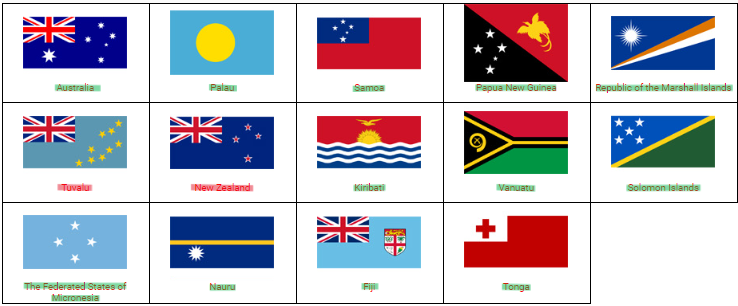 Australia
Palau
Samoa
Papua New Guinea
Republic of the Marshall Islands
Tuvalu
New Zealand
Kiribati
Vanuatu
Solomon Islands
The Federated States of
Micronesia
Nauru
Fiji
Tonga